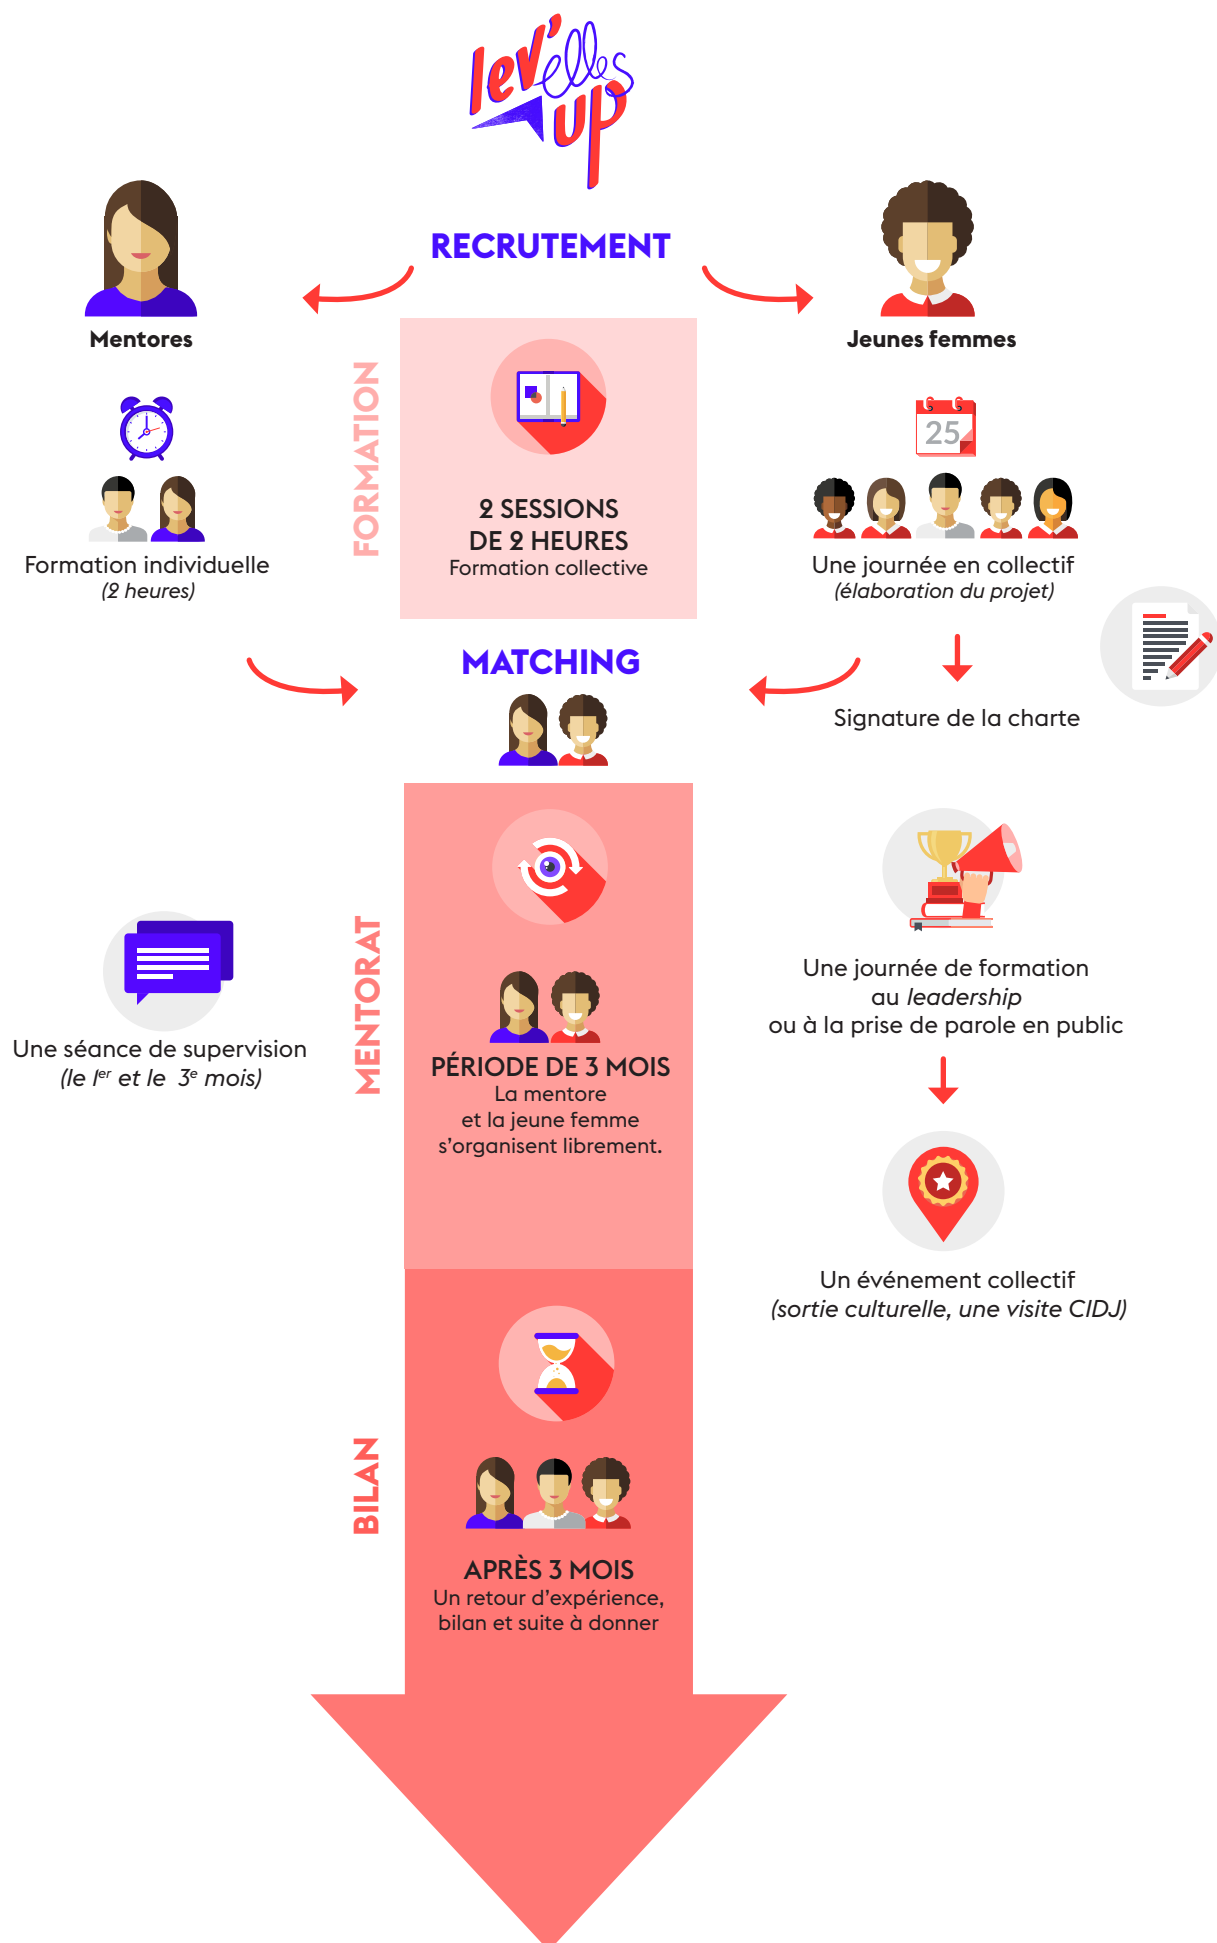 lev'elles
up
RECRUTEMENT
Mentores
Jeunes femmes
FORMATION
25
2 SESSIONS
DE 2 HEURES
Formation collective
Formation individuelle
(2 heures)
Une journée en collectif
(élaboration du projet)
MATCHING
Signature de la charte
MENTORAT
Une séance de supervision
(le 1er et le 3e mois)
PÉRIODE DE 3 MOIS
La mentore
et la jeune femme
s'organisent librement.
Une journée de formation
au leadership
ou à la prise de parole en public
Un événement collectif
(sortie culturelle, une visite CIDJ)
BILAN
APRÈS 3 MOIS
Un retour d'expérience,
bilan et suite à donner